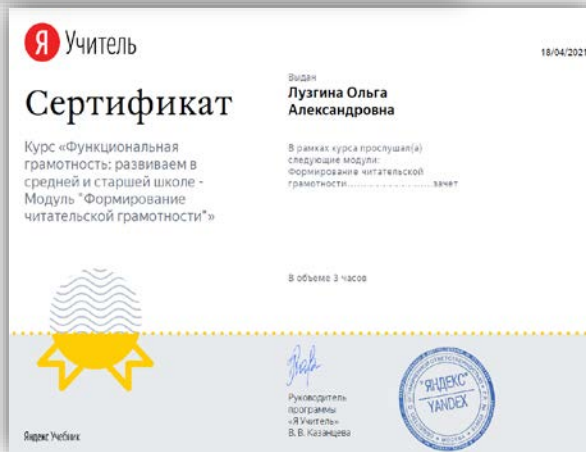 Я Учитель
18/04/2021
Сертификат
Курс «Функциональная
грамотность: развиваем в
средней и старшей школе -
Модуль "Формирование
читательской грамотности"»
Выдан
Лузгина Ольга
Александровна
В рамках курса прослушал(а)
следующие модули:
Формирование читательской
грамотности......................зачет
В объеме 3 часов
Руководитель
программы
«Я Учитель»
В. В. Казанцева
"ЯНДЕКС"
YANDEX
Яндекс Учебник